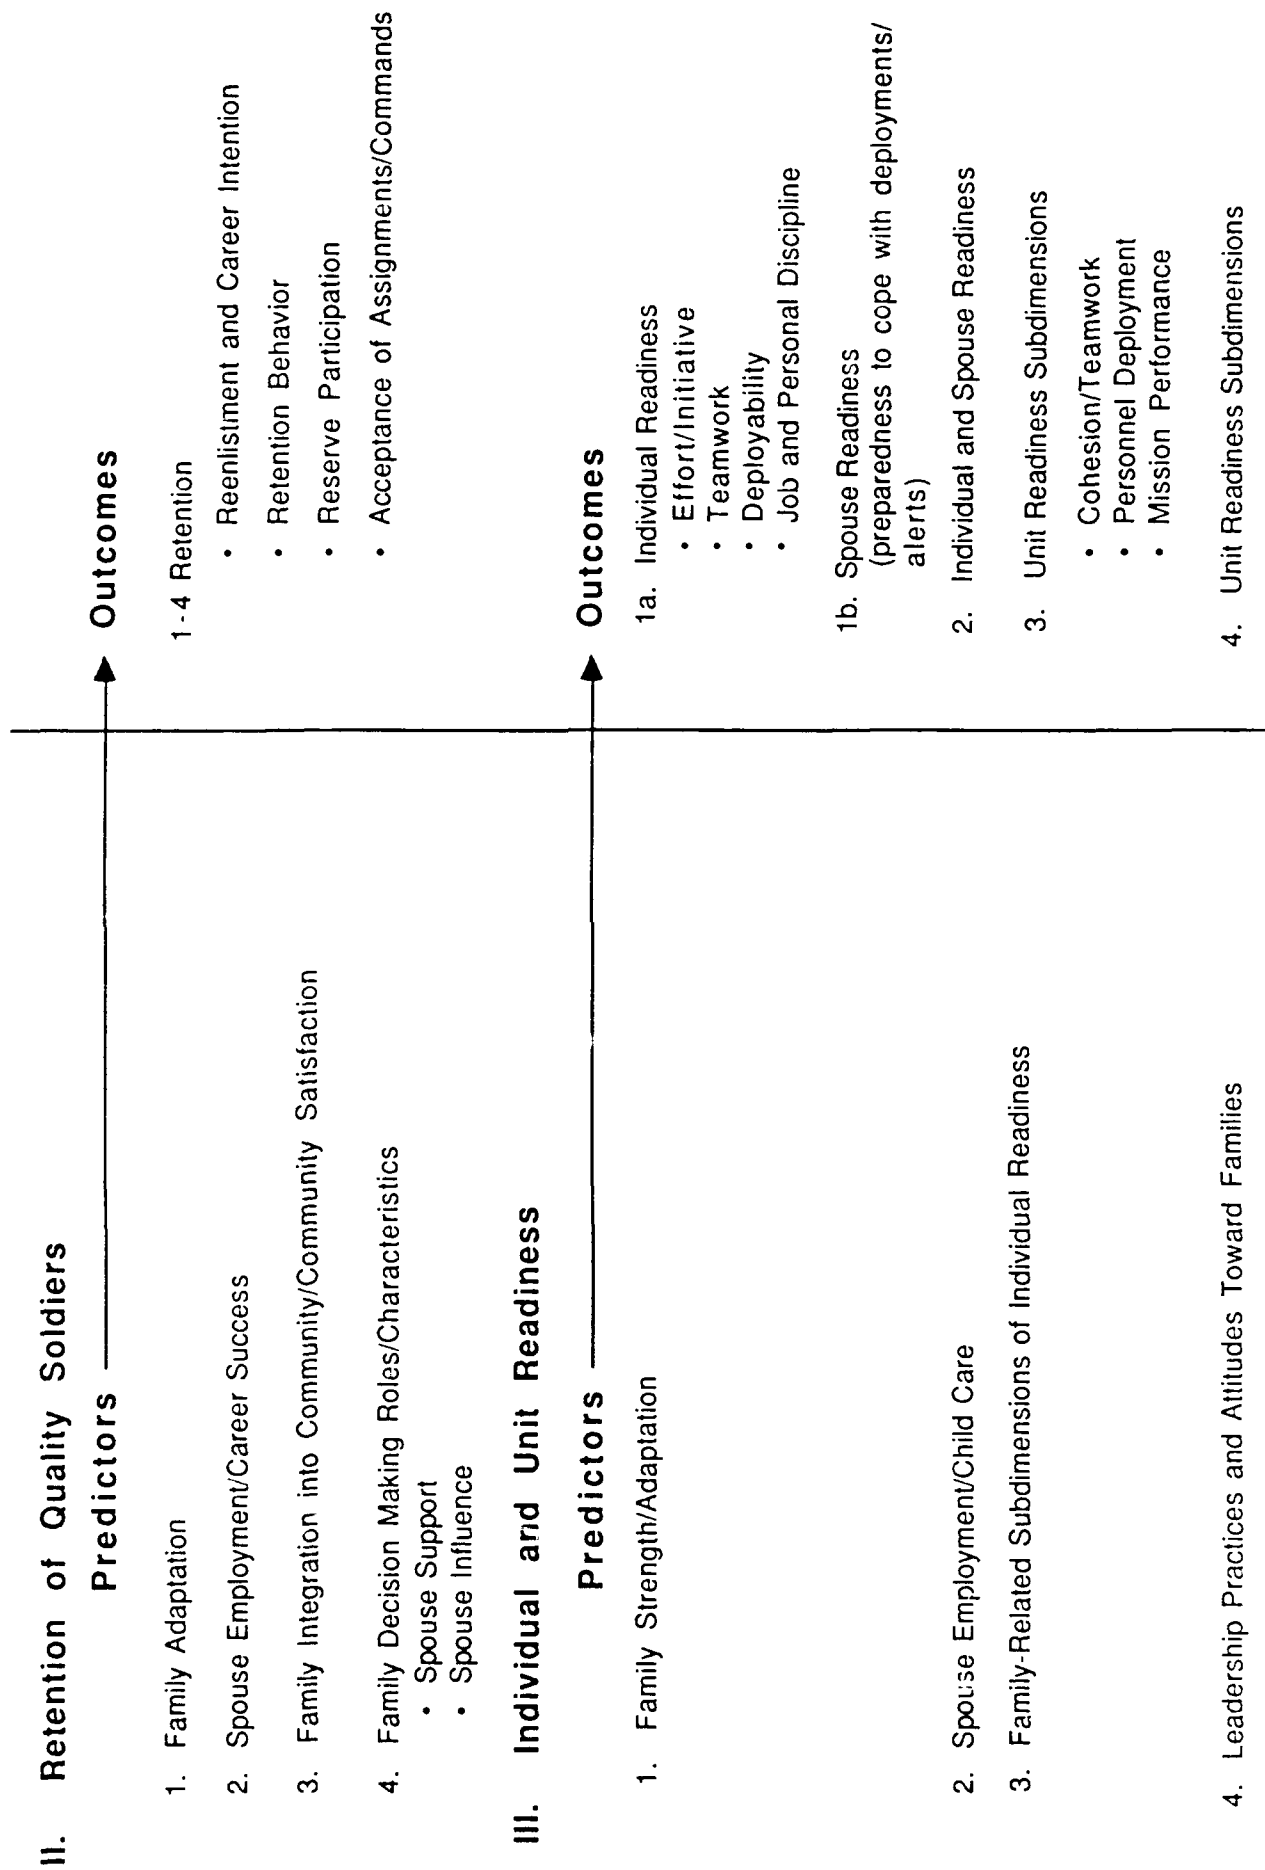 II. Retention of Quality Soldiers
Predictors
Outcomes
1. Family Adaptation
2. Spouse Employment/Career Success
3. Family Integration into Community/Community Satisfaction
4. Family Decision Making Roles/Characteristics
• Spouse Support
• Spouse Influence
1-4 Retention
• Reenlistment and Career Intention
• Retention Behavior
• Reserve Participation
• Acceptance of Assignments/Commands
III. Individual and Unit Readiness
Predictors
Outcomes
1. Family Strength/Adaptation
1a. Individual Readiness
• Effort/Initiative
• Teamwork
• Deployability
• Job and Personal Discipline
1b. Spouse Readiness
(preparedness to cope with deployments/
alerts)
2. Spouse Employment/Child Care
2. Individual and Spouse Readiness
3. Family-Related Subdimensions of Individual Readiness
3. Unit Readiness Subdimensions
• Cohesion/Teamwork
• Personnel Deployment
• Mission Performance
4. Leadership Practices and Attitudes Toward Families
4. Unit Readiness Subdimensions